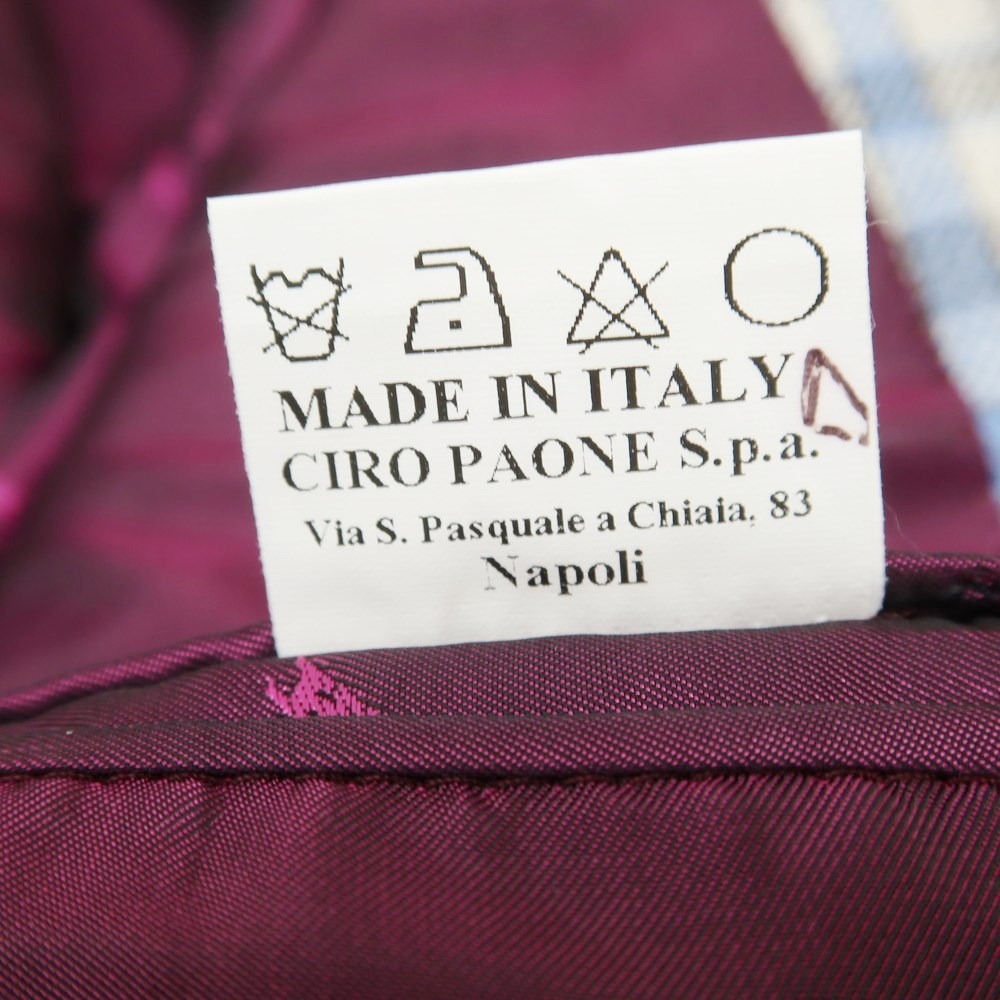 MADE IN ITALY
CIRO PAONE S.p.a.
Via S. Pasquale a Chiaia, 83
Napoli